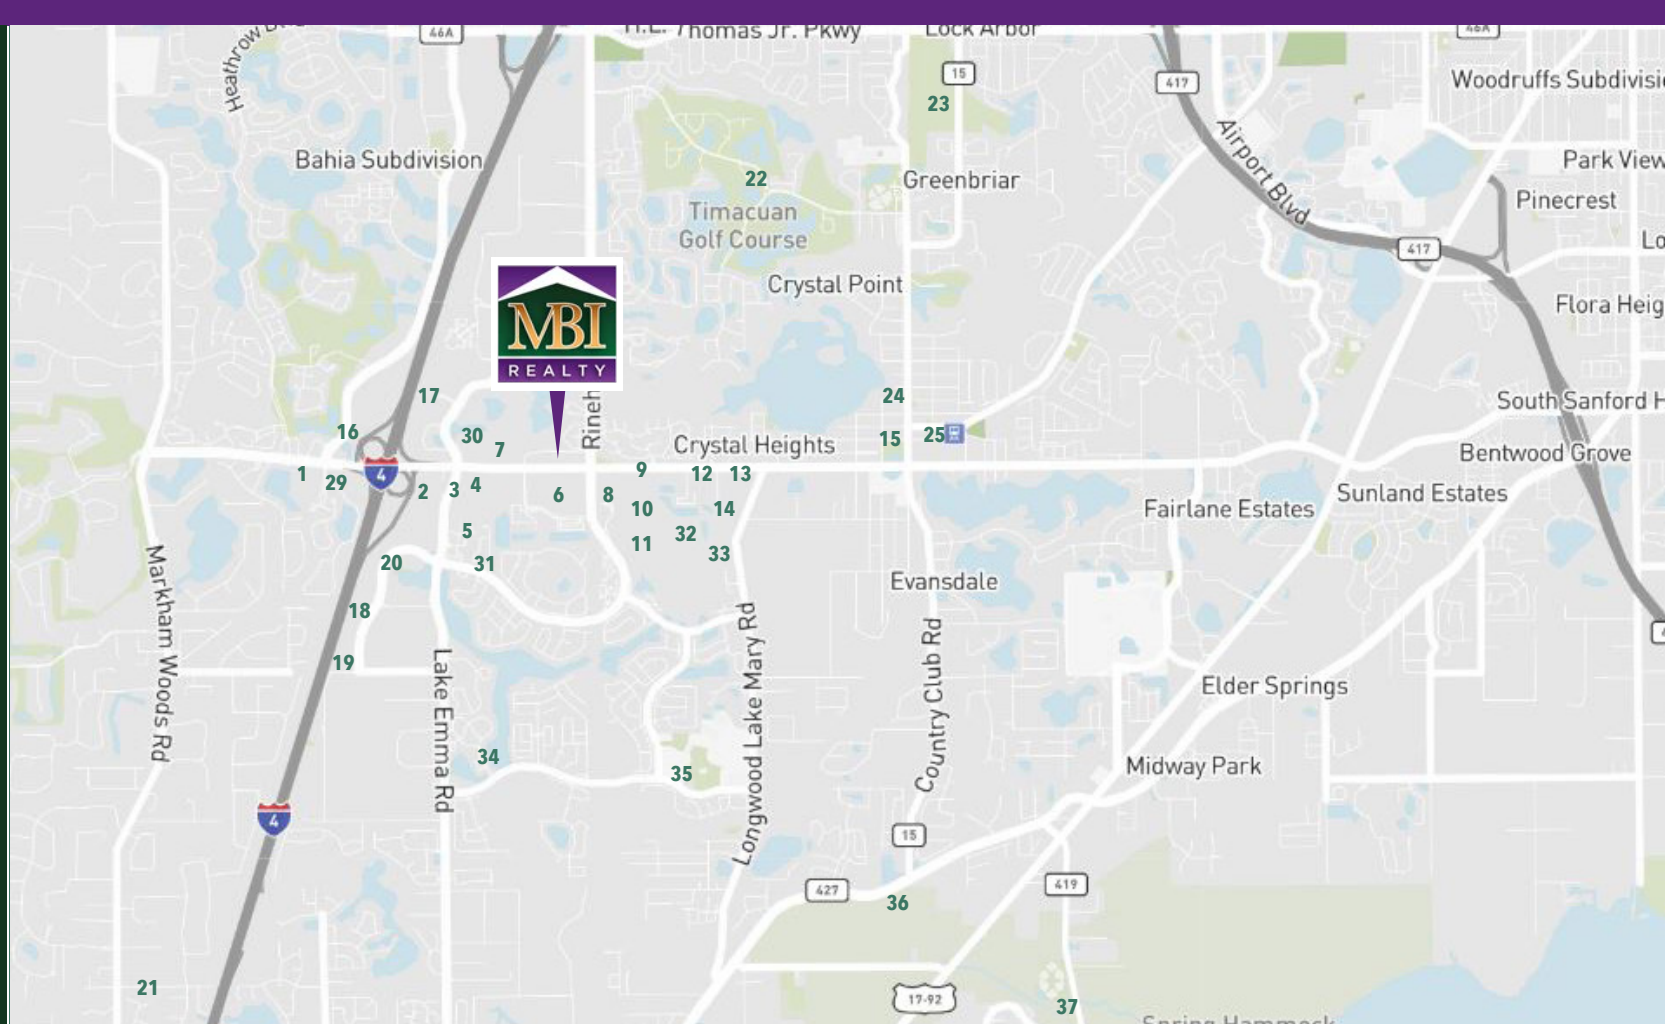 46A
Thomas Jr. Pkwy
Lock Arbor
46A
Heathrow
15
417
Woodruffs
23
Airport Blvd
Bahia Subdivision
Park View
22
Greenbriar
Pinecrest
Timacuan
Golf Course
417
Crystal Point
MBI
REALTY
17
24
South Sanford
16
30
7
Crystal Heights
15
25
Bentwood Grove
1
29
4
2
3
4
6
8
9
10
12
13
14
Sunland Estates
Fairlane Estates
5
11
32
33
20
31
Evansdale
18
19
Markham Woods Rd
Lake Emma Rd
Longwood Lake Mary Rd
Country Club Rd
Elder Springs
34
35
Midway Park
4
15
427
419
36
21
17-92
37